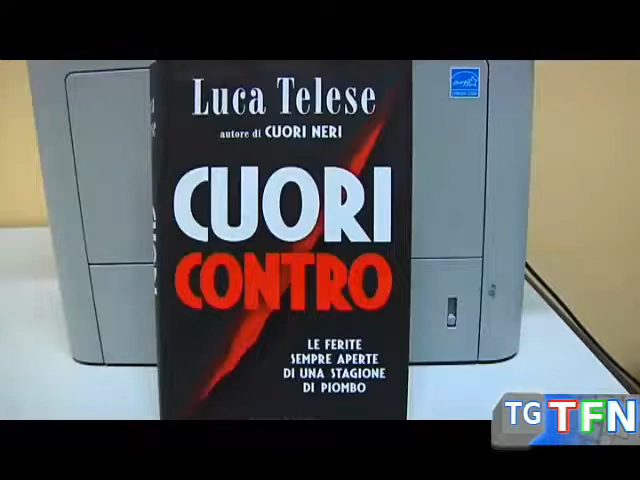 Luca Telese
autore di CUORI NERI
CUORI
CONTRO
LE FERITE
SEMPRE APERTE
DI UNA STAGIONE
DI PIOMBO
TG TFN